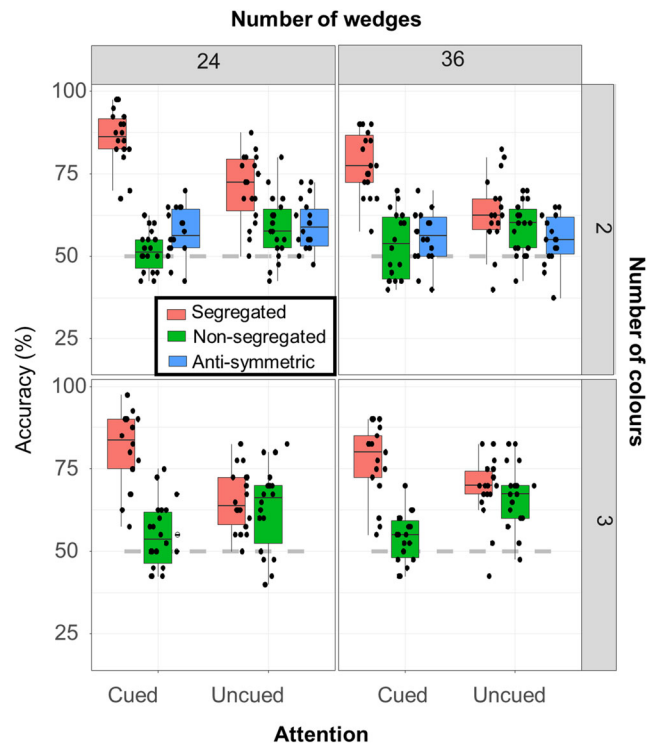 Number of wedges
24 36
100
75
50
25
Accuracy (%)
Segregated
Non-segregated
Anti-symmetric
2
Number of colours
100
75
50
25
3
Cued Uncued Cued Uncued
Attention